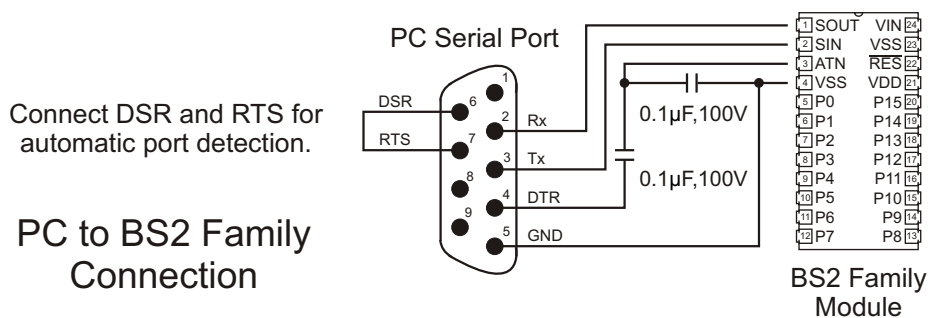 PC Serial Port
Connect DSR and RTS for
automatic port detection.
PC to BS2 Family
Connection
DSR
RTS
1
6
2
7
3
8
4
9
5
Rx
Tx
DTR
GND
0.1µF,100V
0.1µF,100V
1 SOUT VIN 24
2 SIN VSS 23
3 ATN RES 22
4 VSS VDD 21
5 P0 P15 20
6 P1 P14 19
7 P2 P13 18
8 P3 P12 17
9 P4 P11 16
10 P5 P10 15
11 P6 P9 14
12 P7 P8 13
BS2 Family
Module